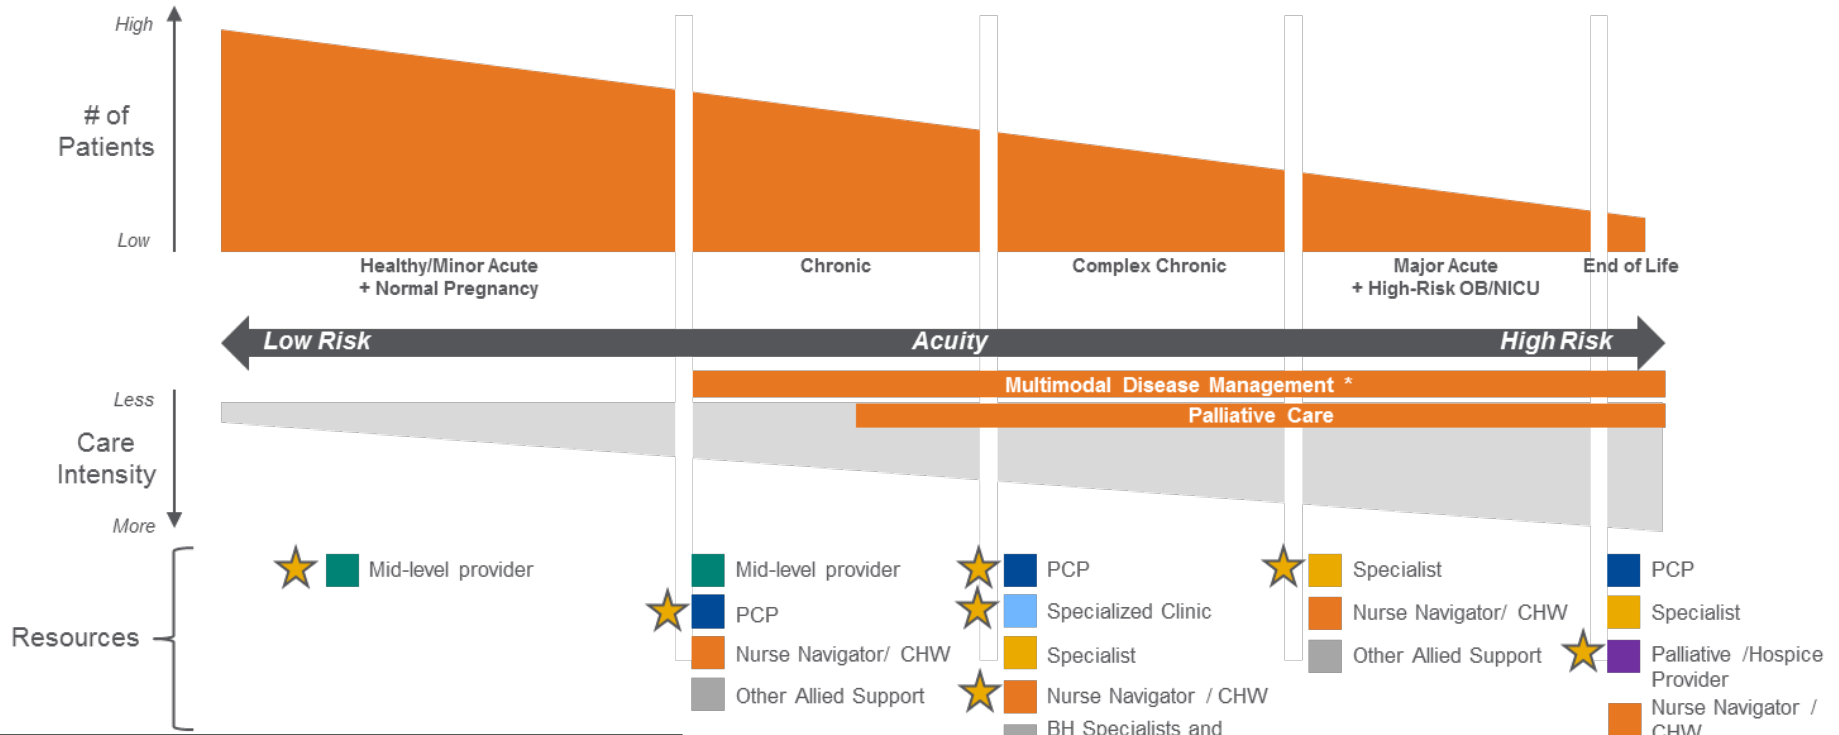 High
# of
Patients
Low
Healthy/Minor Acute
+ Normal Pregnancy
Chronic
Complex Chronic
Major Acute
+ High-Risk OB/NICU
End of Life
Low Risk
Acuity
High Risk
Multimodal Disease Management *
Palliative Care
Less
Care
Intensity
More
Resources
Mid-level provider
Mid-level provider
PCP
Nurse Navigator/ CHW
Other Allied Support
PCP
Specialized Clinic
Specialist
Nurse Navigator / CHW
BH Specialists and
Specialist
Nurse Navigator/ CHW
Other Allied Support
PCP
Specialist
Palliative /Hospice
Provider
Nurse Navigator /
CHW